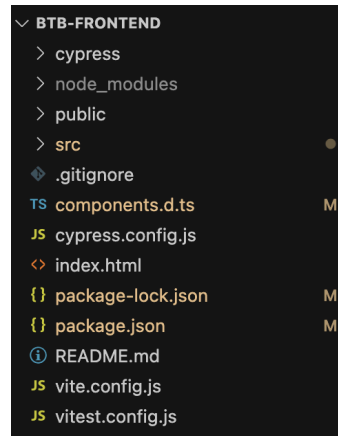 BTB-FRONTEND
cypress
node_modules
public
src
.gitignore
TS components.d.ts M
JS cypress.config.js
<> index.html
{} package-lock.json M
{} package.json M
README.md
JS vite.config.js
JS vitest.config.js